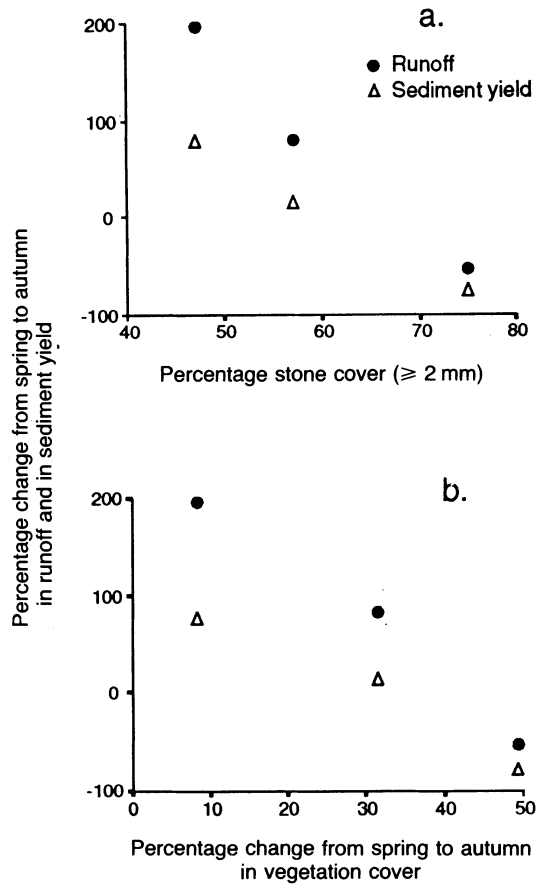 a.
200
Runoff
Sediment yield
100
0
-100
40
50
60
70
80
Percentage stone cover (⩾ 2 mm)
Percentage change from spring to autumn
in runoff and in sediment yield
b.
200
100
0
-100
0
10
20
30
40
50
Percentage change from spring to autumn
in vegetation cover